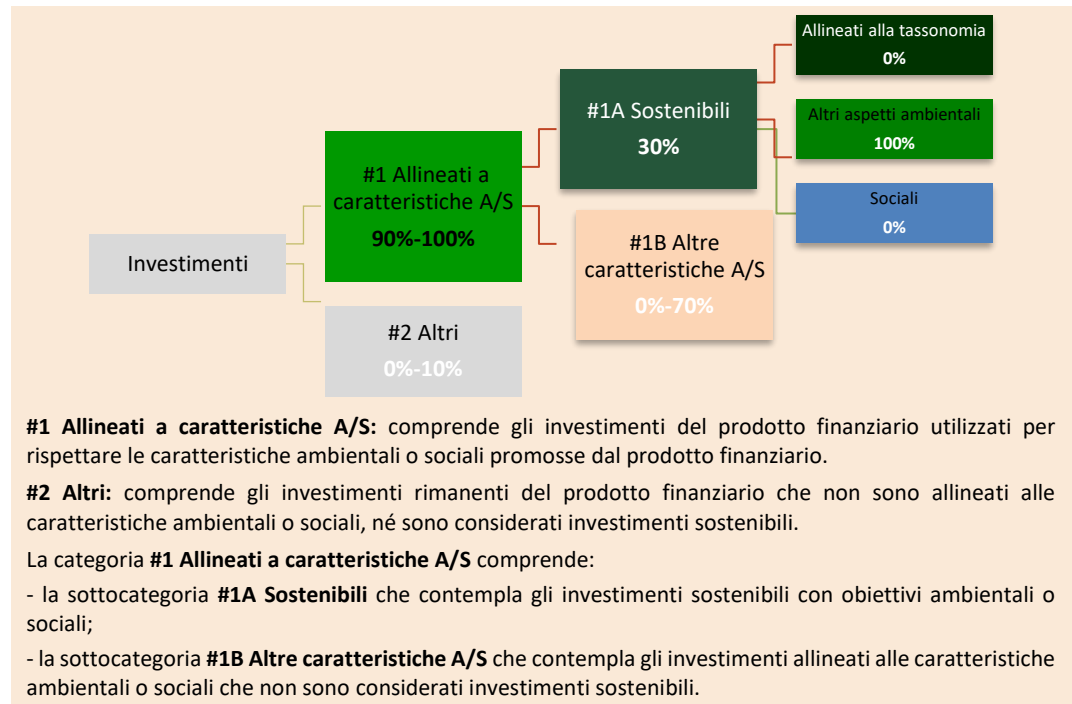 Allineati alla tassonomia
0%
#1A Sostenibili
30%
Altri aspetti ambientali
100%
#1 Allineati a
caratteristiche A/S
90%-100%
Sociali
0%
#1B Altre
caratteristiche A/S
0%-70%
Investimenti
#2 Altri
0%-10%
#1 Allineati a caratteristiche A/S: comprende gli investimenti del prodotto finanziario utilizzati per
rispettare le caratteristiche ambientali o sociali promosse dal prodotto finanziario.
#2 Altri: comprende gli investimenti rimanenti del prodotto finanziario che non sono allineati alle
caratteristiche ambientali o sociali, né sono considerati investimenti sostenibili.
La categoria #1 Allineati a caratteristiche A/S comprende:
- la sottocategoria #1A Sostenibili che contempla gli investimenti sostenibili con obiettivi ambientali o
sociali;
- la sottocategoria #1B Altre caratteristiche A/S che contempla gli investimenti allineati alle caratteristiche
ambientali o sociali che non sono considerati investimenti sostenibili.